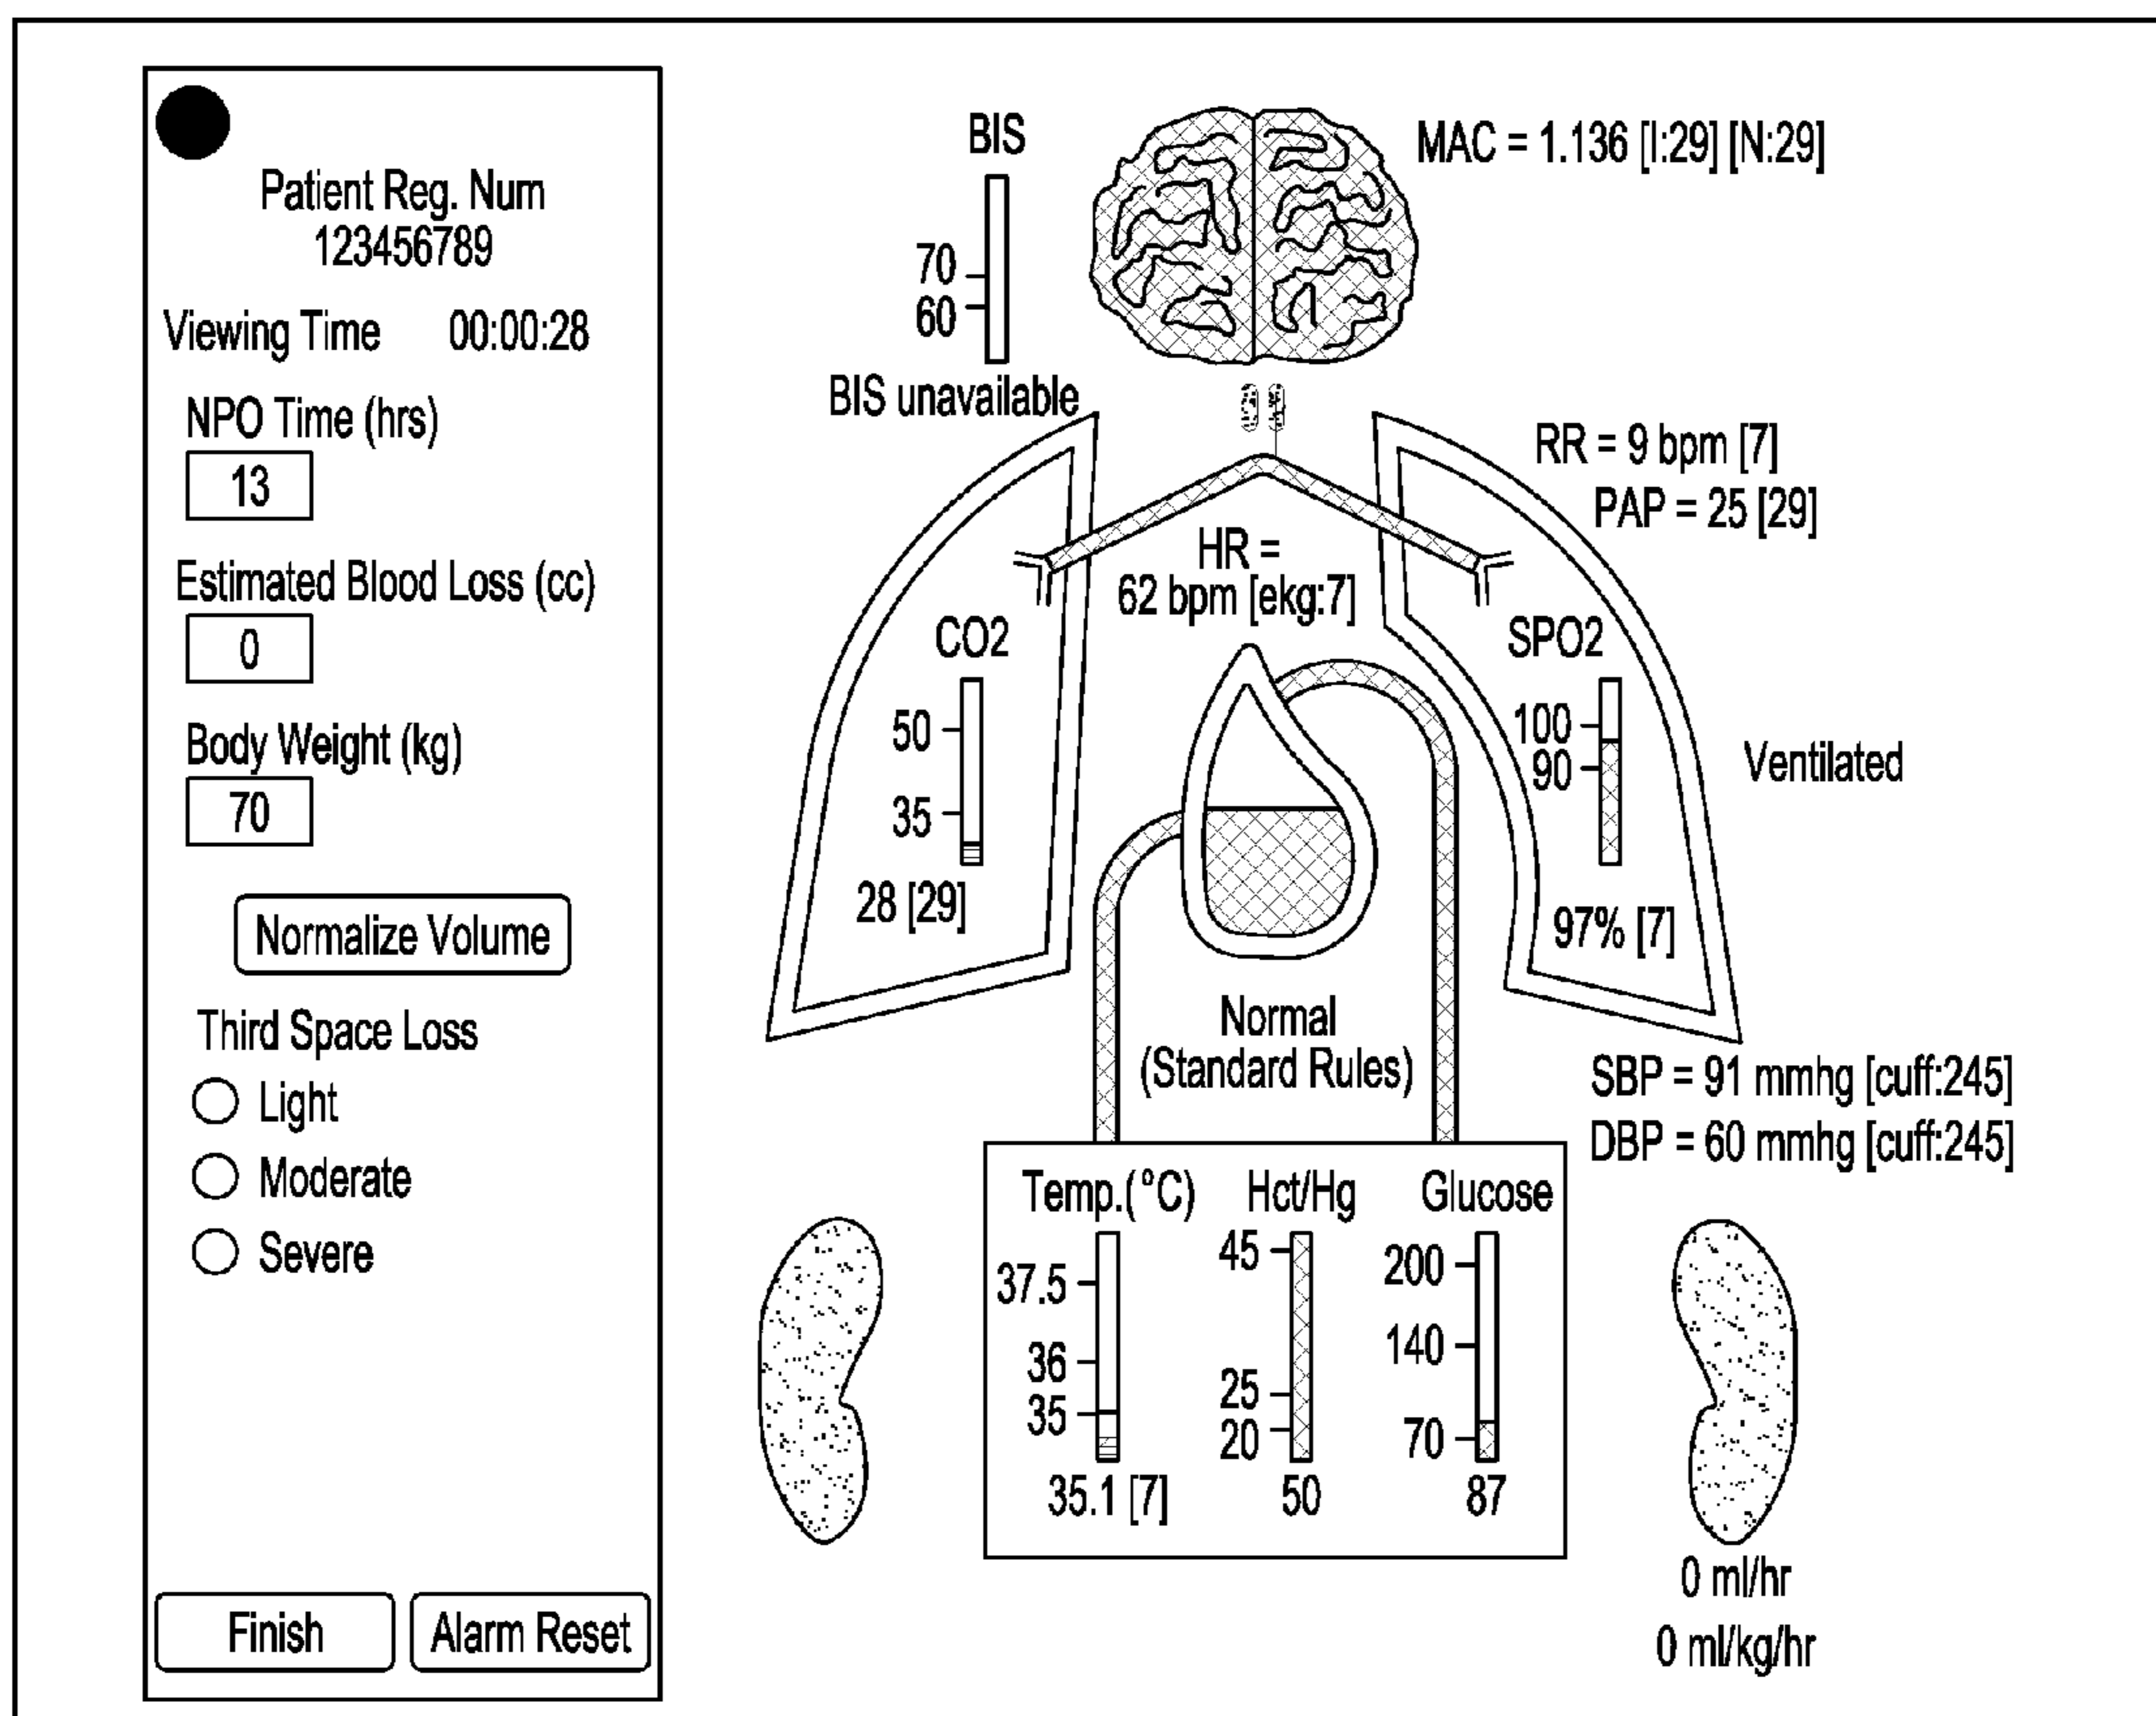 Patient Reg. Num
123456789
Viewing Time 00:00:28
NPO Time (hrs)
13
Estimated Blood Loss (cc)
0
Body Weight (kg)
70
Normalize Volume
Third Space Loss
Light
Moderate
Severe
Finish
Alarm Reset
BIS
70
60
BIS unavailable
MAC = 1.136 [I:29] [N:29]
RR = 9 bpm [7]
PAP = 25 [29]
HR =
62 bpm [ekg:7]
CO2
50
35
28 [29]
SPO2
100
90
97% [7]
Ventilated
Normal
(Standard Rules)
SBP = 91 mmhg [cuff:245]
DBP = 60 mmhg [cuff:245]
Temp.(°C)
37.5
36
35
35.1 [7]
Hct/Hg
45
25
20
50
Glucose
200
140
70
87
0 ml/hr
0 ml/kg/hr